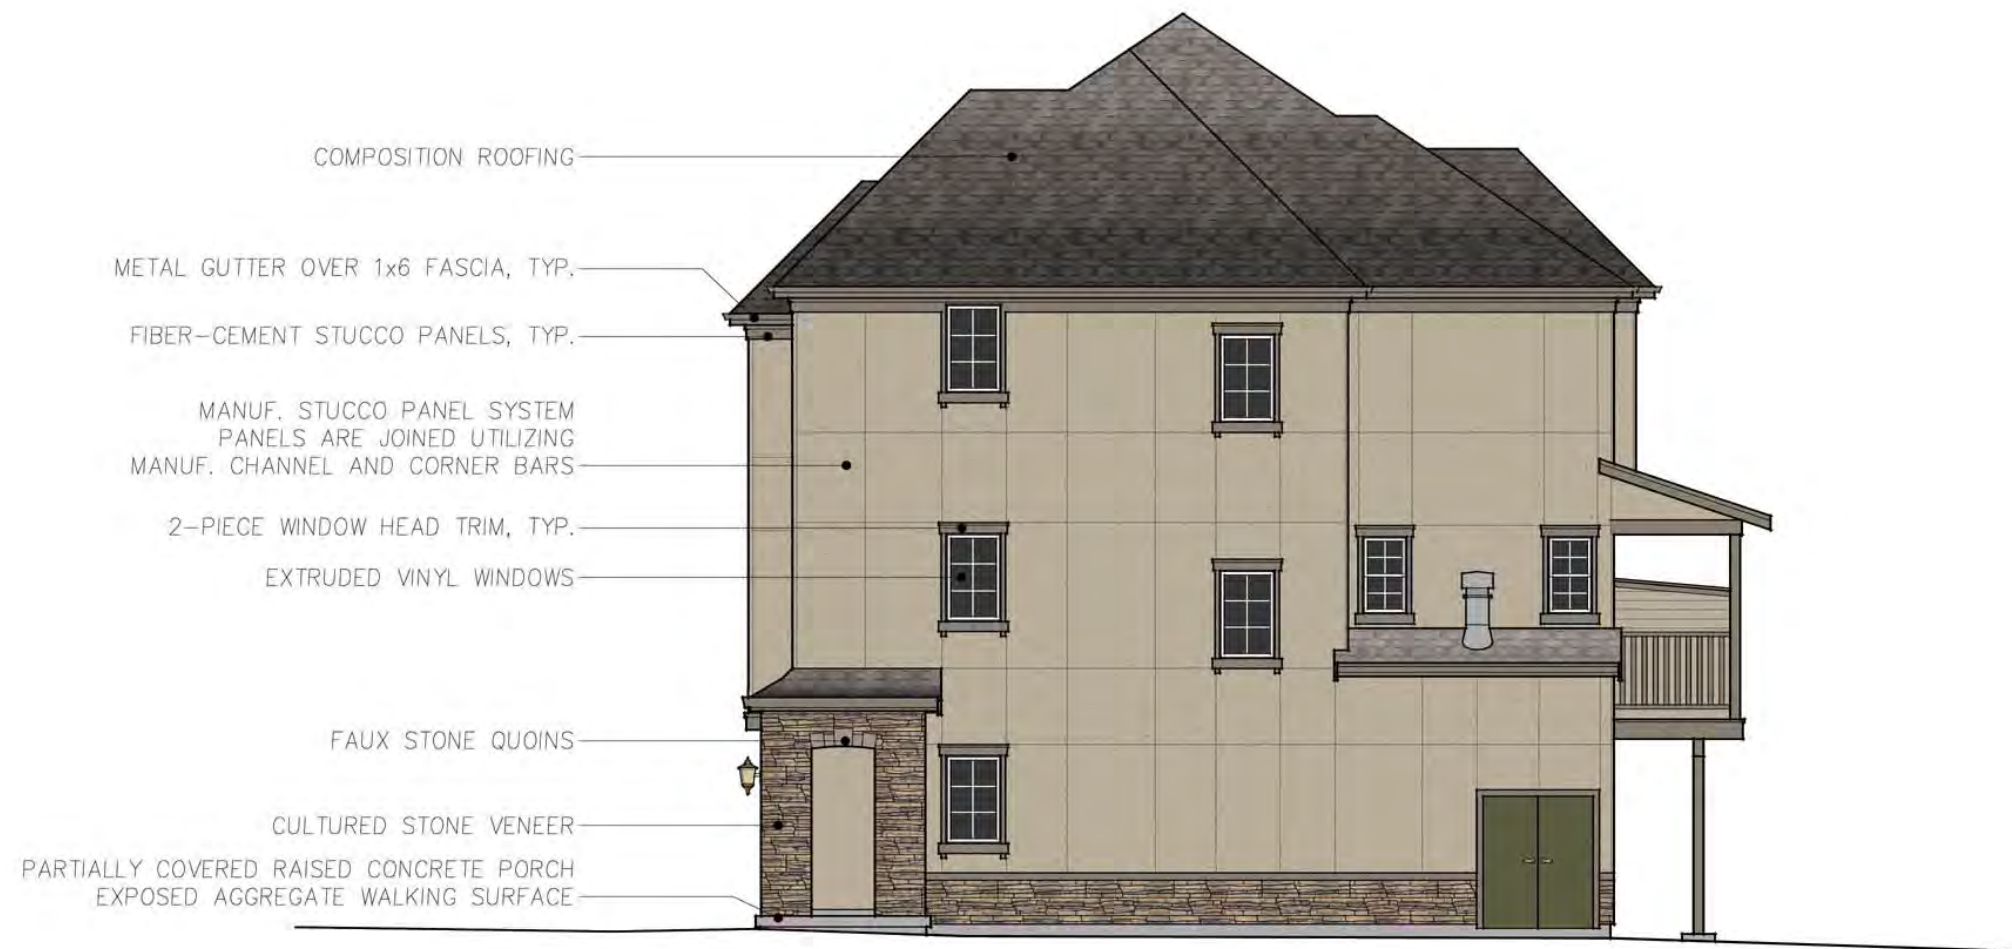 COMPOSITION ROOFING
METAL GUTTER OVER 1x6 FASCIA, TYP.
FIBER-CEMENT STUCCO PANELS, TYP.
MANUF. STUCCO PANEL SYSTEM
PANELS ARE JOINED UTILIZING
MANUF. CHANNEL AND CORNER BARS
2-PIECE WINDOW HEAD TRIM, TYP.
EXTRUDED VINYL WINDOWS
FAUX STONE QUOINS
CULTURED STONE VENEER
PARTIALLY COVERED RAISED CONCRETE PORCH
EXPOSED AGGREGATE WALKING SURFACE